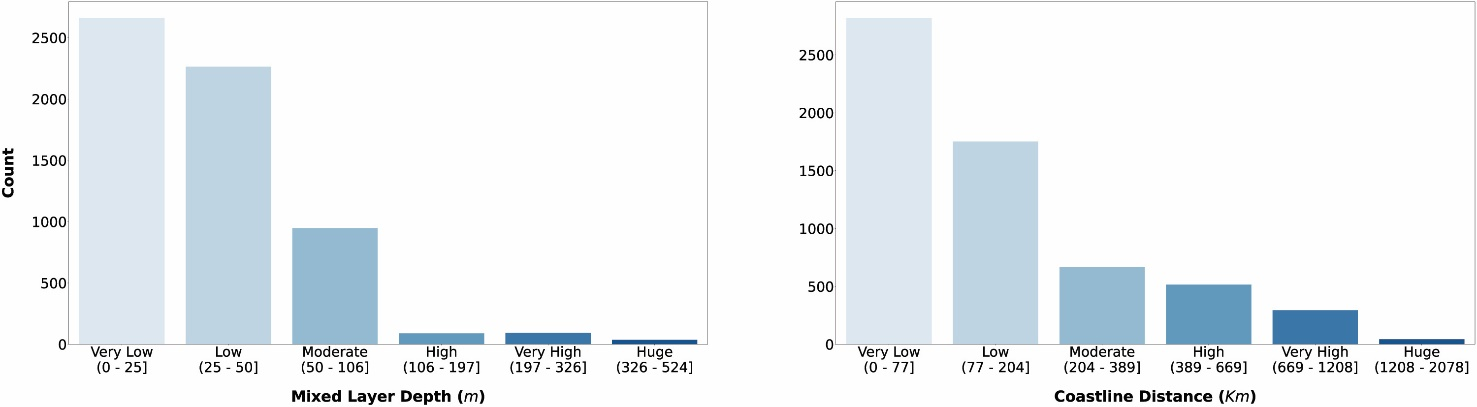 2500
2000
1500
1000
500
0
Count
Very Low
(0 - 25]
Low
(25 - 50]
Moderate
(50 - 106]
High
(106 - 197]
Very High
(197 - 326]
Huge
(326 - 524]
Mixed Layer Depth (m)
2500
2000
1500
1000
500
0
Very Low
(0 - 77]
Low
(77 - 204]
Moderate
(204 - 389]
High
(389 - 669]
Very High
(669 - 1208]
Huge
(1208 - 2078]
Coastline Distance (Km)